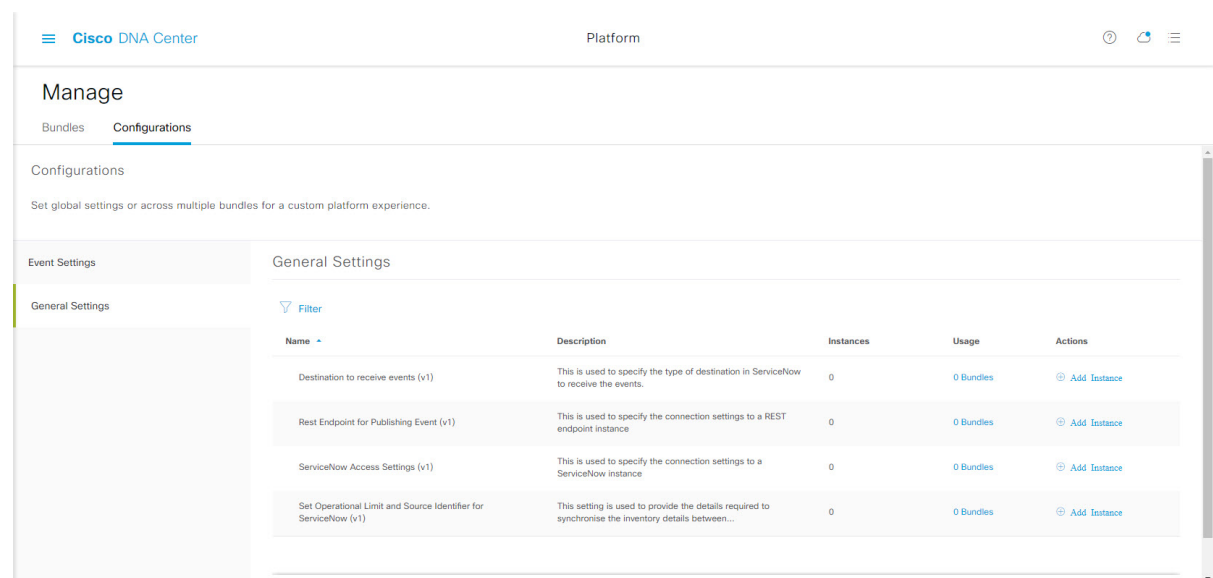 Cisco DNA Center
Platform
Manage
Bundles
Configurations
Configurations
Set global settings or across multiple bundles for a custom platform experience.
Event Settings
General Settings
General Settings
Filter
Name
Description
Instances
Usage
Actions
Destination to receive events (v1)
This is used to specify the type of destination in ServiceNow
to receive the events.
0
0 Bundles
Add Instance
Rest Endpoint for Publishing Event (v1)
This is used to specify the connection settings to a REST
endpoint instance
0
0 Bundles
Add Instance
ServiceNow Access Settings (v1)
This is used to specify the connection settings to a
ServiceNow instance
0
0 Bundles
Add Instance
Set Operational Limit and Source Identifier for
ServiceNow (v1)
This setting is used to provide the details required to
synchronise the inventory details between...
0
0 Bundles
Add Instance